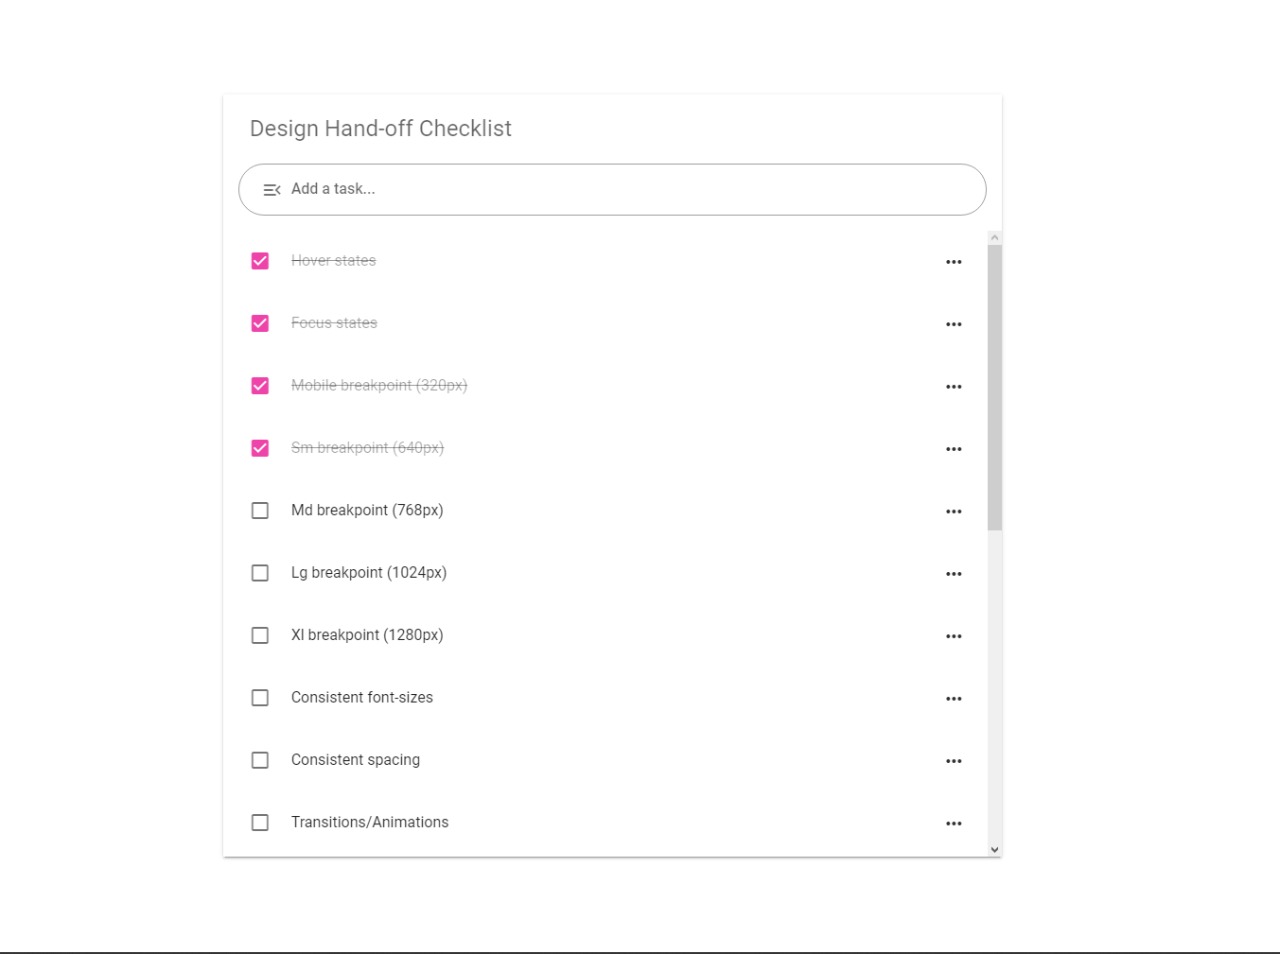 Design Hand-off Checklist
Add a task...
Hover states
Focus states
Mobile breakpoint (320px)
Sm breakpoint (640px)
Md breakpoint (768px)
Lg breakpoint (1024px)
Xl breakpoint (1280px)
Consistent font-sizes
Consistent spacing
Transitions/Animations